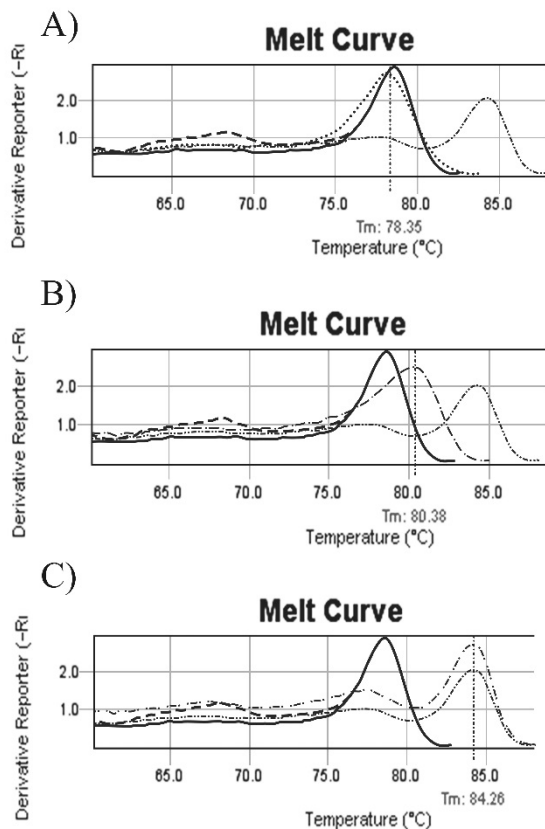 A)
Melt Curve
Derivative Reporter (-Rı
2.0
1.0
65.0 70.0 75.0 80.0 85.0
Tm: 78.35
Temperature (°C)
B)
Melt Curve
Derivative Reporter (-Rı
2.0
1.0
65.0 70.0 75.0 80.0 85.0
Tm: 80.38
Temperature (°C)
C)
Melt Curve
Derivative Reporter (-Rı
2.0
1.0
65.0 70.0 75.0 80.0 85.0
Tm: 84.26
Temperature (°C)